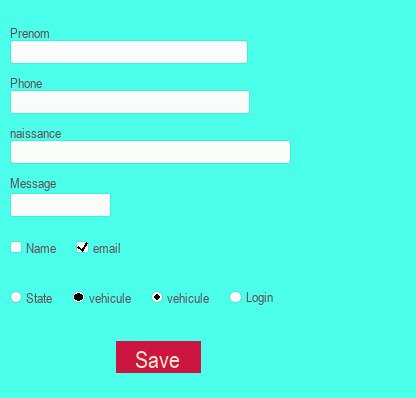 Prenom
Phone
naissance
Message
Name email
State vehicule vehicule Login
Save